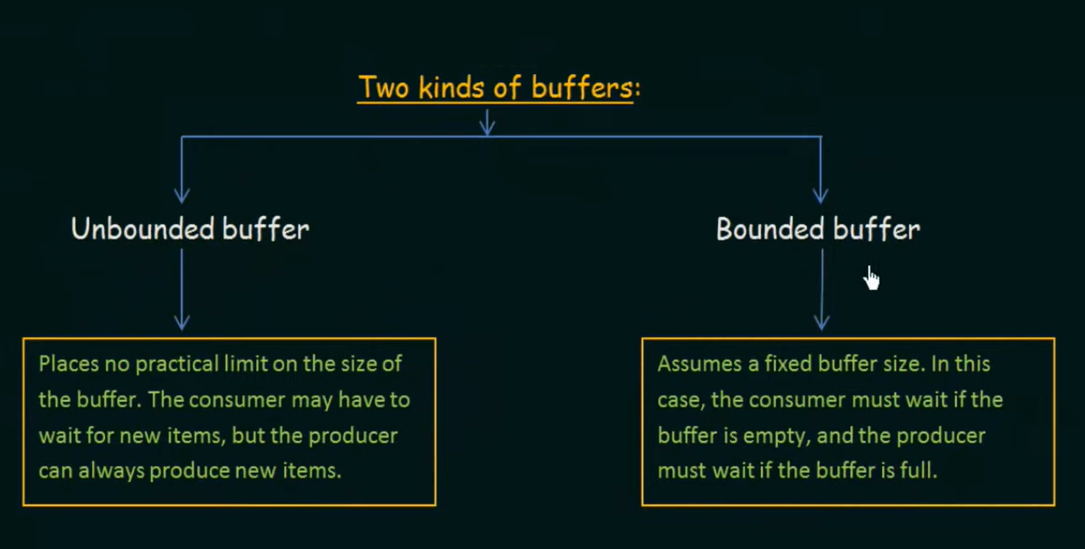 Two kinds of buffers:
Unbounded buffer
Bounded buffer
Places no practical limit on the size of
the buffer. The consumer may have to
wait for new items, but the producer
can always produce new items.
Assumes a fixed buffer size. In this
case, the consumer must wait if the
buffer is empty, and the producer
must wait if the buffer is full.